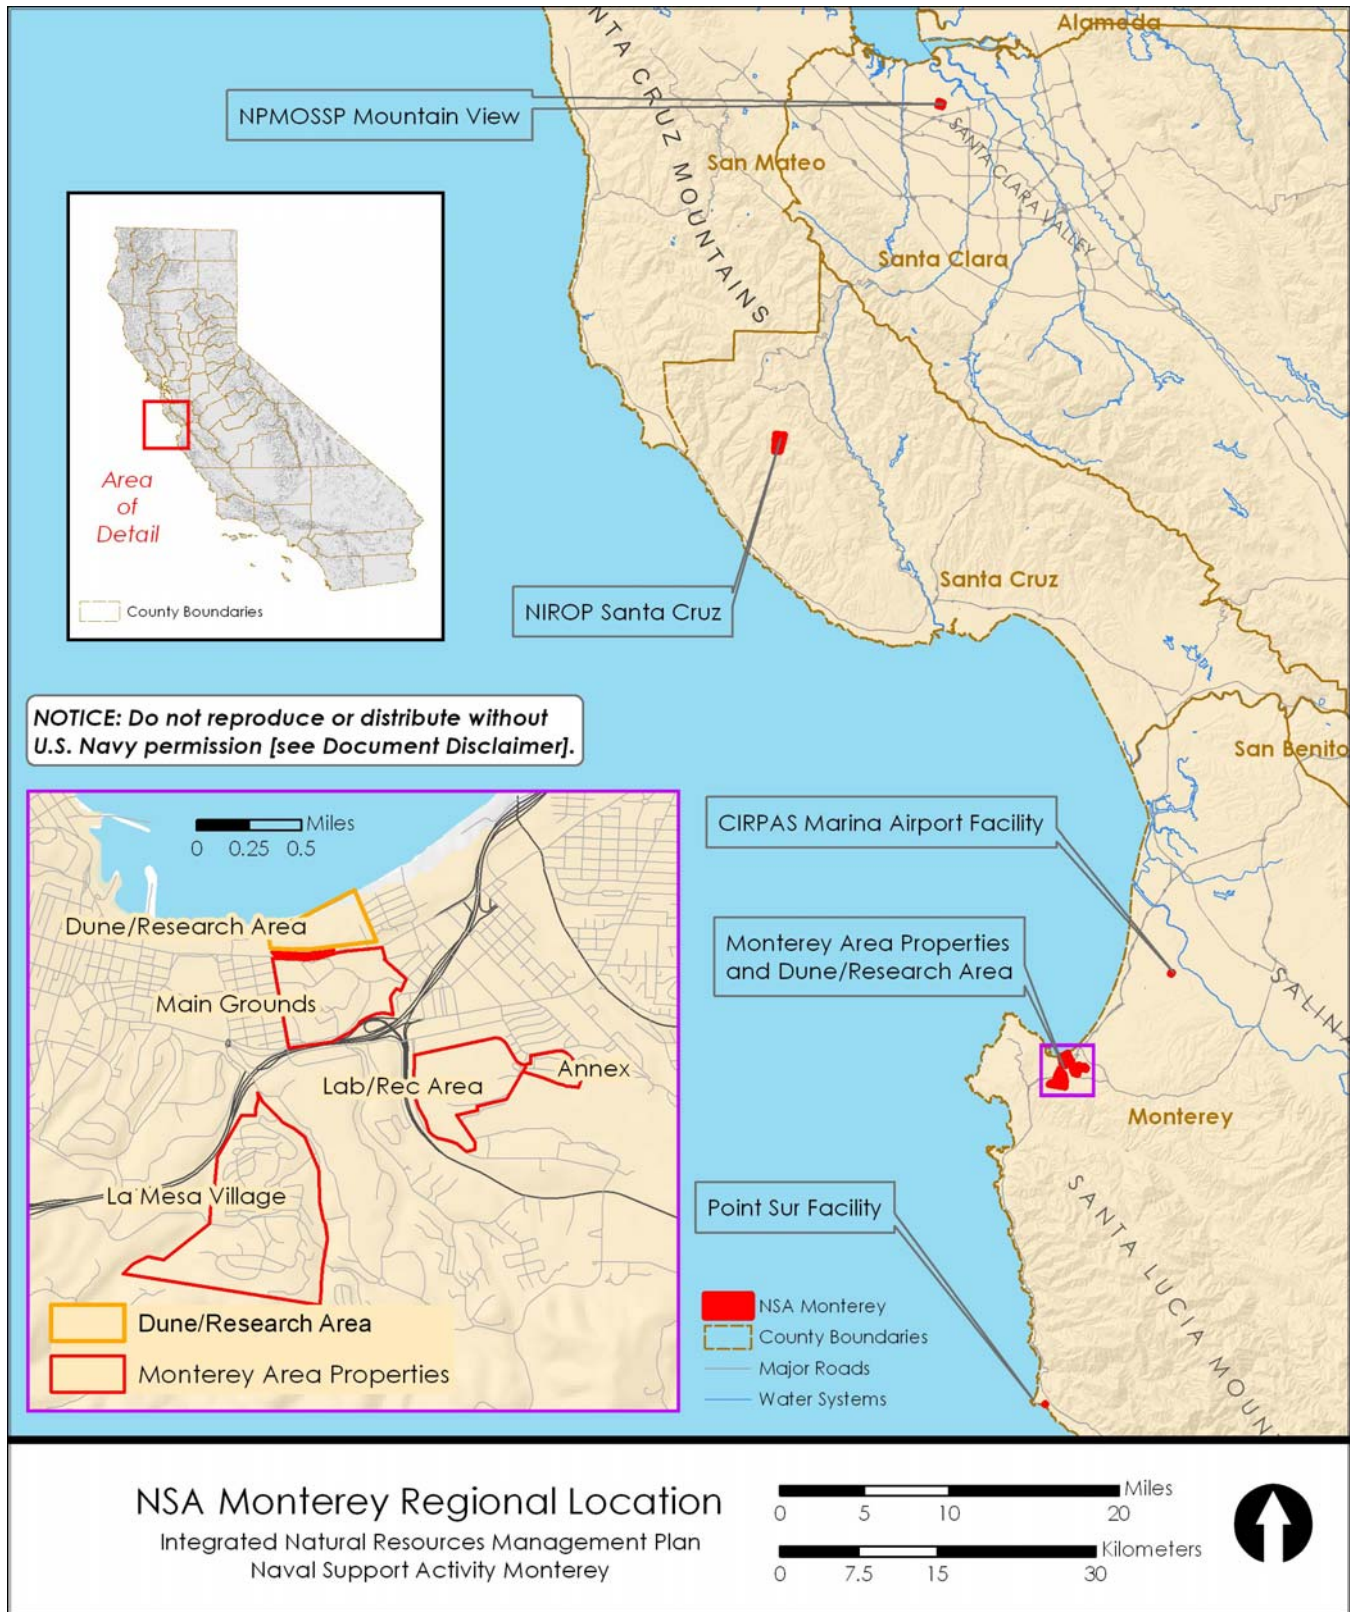 Alameda
NTA CRUZ MOUNTAINS
NPMOSSP Mountain View
San Mateo
SANTA CLARA VALLEY
Santa Clara
Area
of
Detail
County Boundaries
NIROP Santa Cruz
Santa Cruz
NOTICE: Do not reproduce or distribute without
U.S. Navy permission [see Document Disclaimer].
San Benito
CIRPAS Marina Airport Facility
Monterey Area Properties
and Dune/Research Area
SALINA
Monterey
SANTA LUCIA MOUN
Point Sur Facility
Miles
0 0.25 0.5
Dune/Research Area
Main Grounds
Lab/Rec Area
Annex
La Mesa Village
Dune/Research Area
Monterey Area Properties
NSA Monterey
County Boundaries
Major Roads
Water Systems
NSA Monterey Regional Location
Integrated Natural Resources Management Plan
Naval Support Activity Monterey
Miles
0 5 10 20
Kilometers
0 7.5 15 30